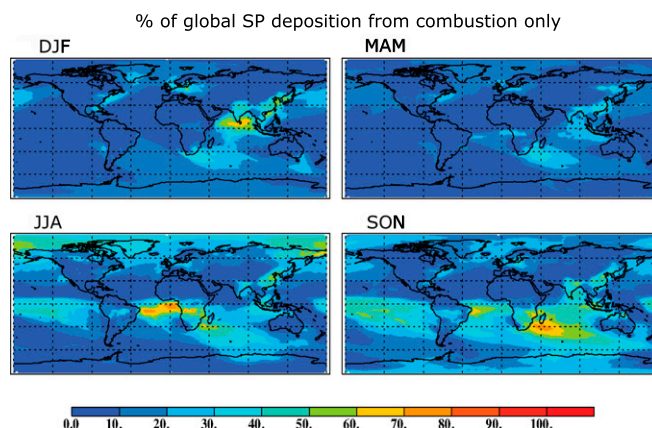 % of global SP deposition from combustion only
DJF
MAM
JJA
SON
0.0 10. 20. 30. 40. 50. 60. 70. 80. 90. 100.